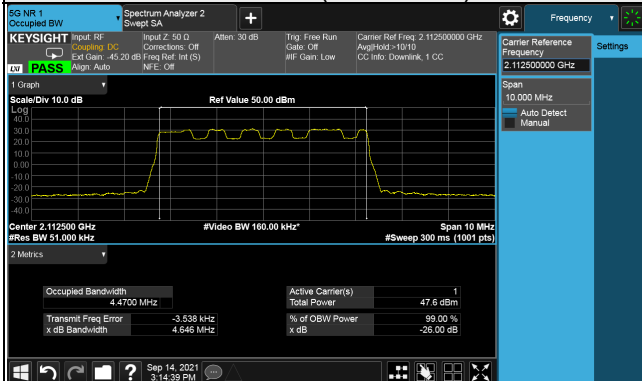 5G NR 1
Occupied BW
Spectrum Analyzer 2
Swept SA
Frequency
KEYSIGHT
Input: RF
Coupling: DC
Ext Gain: -45.20 dB
Align: Auto
Input Z: 50 Ω
Corrections: Off
Freq Ref: Int (S)
NFE: Off
Atten: 30 dB
Trig: Free Run
Gate: Off
#IF Gain: Low
Carrier Ref Freq: 2.112500000 GHz
Avg|Hold:>10/10
CC Info: Downlink, 1 CC
LXI
PASS
Carrier Reference
Frequency
2.112500000 GHz
Settings
Span
10.000 MHz
Auto Detect
Manual
1 Graph
Scale/Div 10.0 dB
Ref Value 50.00 dBm
Log
40.0
30.0
20.0
10.0
0.00
-10.0
-20.0
-30.0
-40.0
Center 2.112500 GHz
#Video BW 160.00 kHz*
Span 10 MHz
#Res BW 51.000 kHz
#Sweep 300 ms (1001 pts)
2 Metrics
Occupied Bandwidth
4.4700 MHz
Active Carrier(s) 1
Total Power 47.6 dBm
Transmit Freq Error -3.538 kHz
% of OBW Power 99.00 %
x dB Bandwidth 4.646 MHz
x dB -26.00 dB
Sep 14, 2021
3:14:39 PM